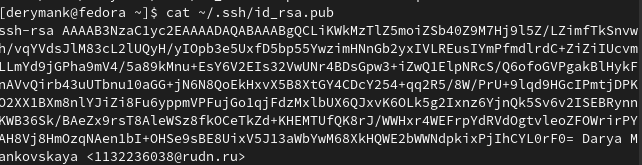 [derymank@fedora ~]$ cat ~/.ssh/id_rsa.pub
ssh-rsa AAAAB3NzaC1yc2EAAAADAQABAAABgQCLiKWkMzTlZ5moiZSb40Z9M7Hj9l5Z/LZimfTkSnvw
h/vqYVdsJlM83cL2lUQyH/yIOpb3e5UxfD5bp55YwzimHNnGb2yxIVLREusIYmPfmdlrdC+ZiZiIUcvm
LLmYd9jGPha9mV4/5a89kMnu+EsY6V2EIs32VwUNr4BDsGpw3+iZwQ1ElpNRcS/Q6ofoGVPgakBlHykF
nAVvQirb43uUTbnu10aGG+jN6N8QoEkHxvX5B8XtGY4CDcY254+qq2R5/8W/PrU+9lqd9HGcIPmtjDPK
O2XX1BXm8nlYJiZi8Fu6yppmVPFujGo1qjFdzMxlbUX6QJxvK6OLk5g2Ixnz6YjnQk5Sv6v2ISEBRynn
KWB36Sk/BAeZx9rsT8AleWSz8fkOCeTkZd+KHEMTUfQK8rJ/WWHxr4WEFrpYdRVdOgtvleoZFOWrirPY
AH8Vj8HmOzqNAen1bI+OHSe9sBE8UixV5J13aWbYwM68XkHQWE2bWWNdpkixPjIhCYL0rF0= Darya M
ankovskaya <1132236038@rudn.ru>